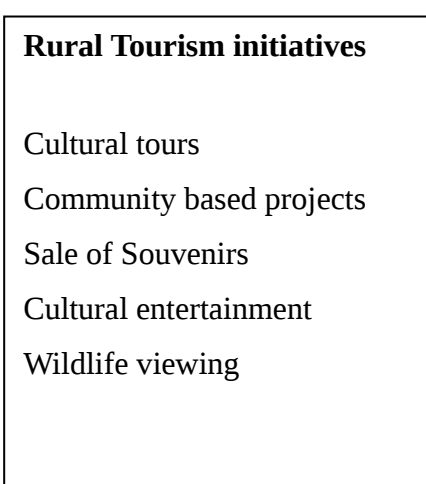 Rural Tourism initiatives
Cultural tours
Community based projects
Sale of Souvenirs
Cultural entertainment
Wildlife viewing